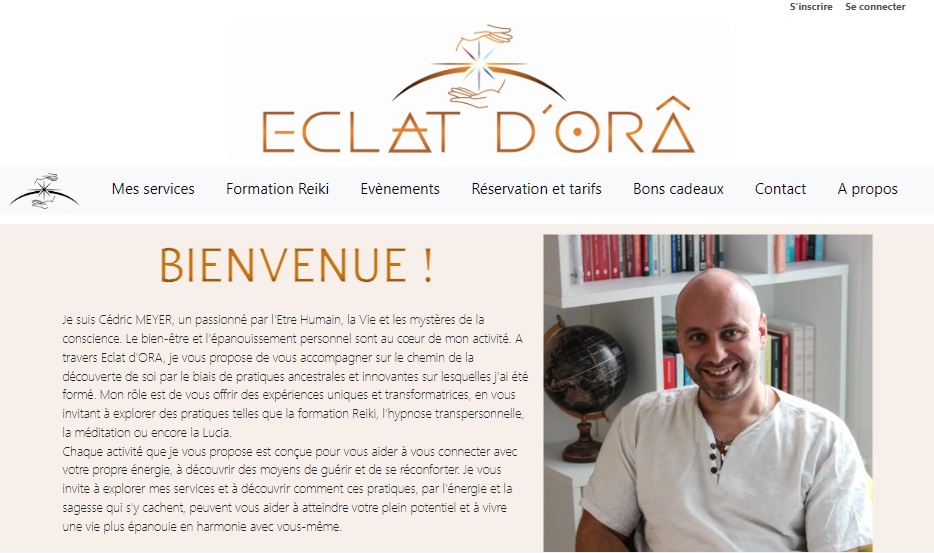 S'inscrire Se connecter
ECLAT D'ORÂ
Mes services Formation Reiki Evènements Réservation et tarifs Bons cadeaux Contact A propos
BIENVENUE !
Je suis Cédric MEYER, un passionné par l'Etre Humain, la Vie et les mystères de la
conscience. Le bien-être et l'épanouissement personnel sont au cœur de mon activité. A
travers Eclat d'ORA, je vous propose de vous accompagner sur le chemin de la
découverte de soi par le biais de pratiques ancestrales et innovantes sur lesquelles j'ai été
formé. Mon rôle est de vous offrir des expériences uniques et transformatrices, en vous
invitant à explorer des pratiques telles que la formation Reiki, l'hypnose transpersonnelle,
la méditation ou encore la Lucia.
Chaque activité que je vous propose est conçue pour vous aider à vous connecter avec
votre propre énergie, à découvrir des moyens de guérir et de se réconforter. Je vous
invite à explorer mes services et à découvrir comment ces pratiques, par l'énergie et la
sagesse qui s'y cachent, peuvent vous aider à atteindre votre plein potentiel et à vivre
une vie plus épanouie en harmonie avec vous-même.